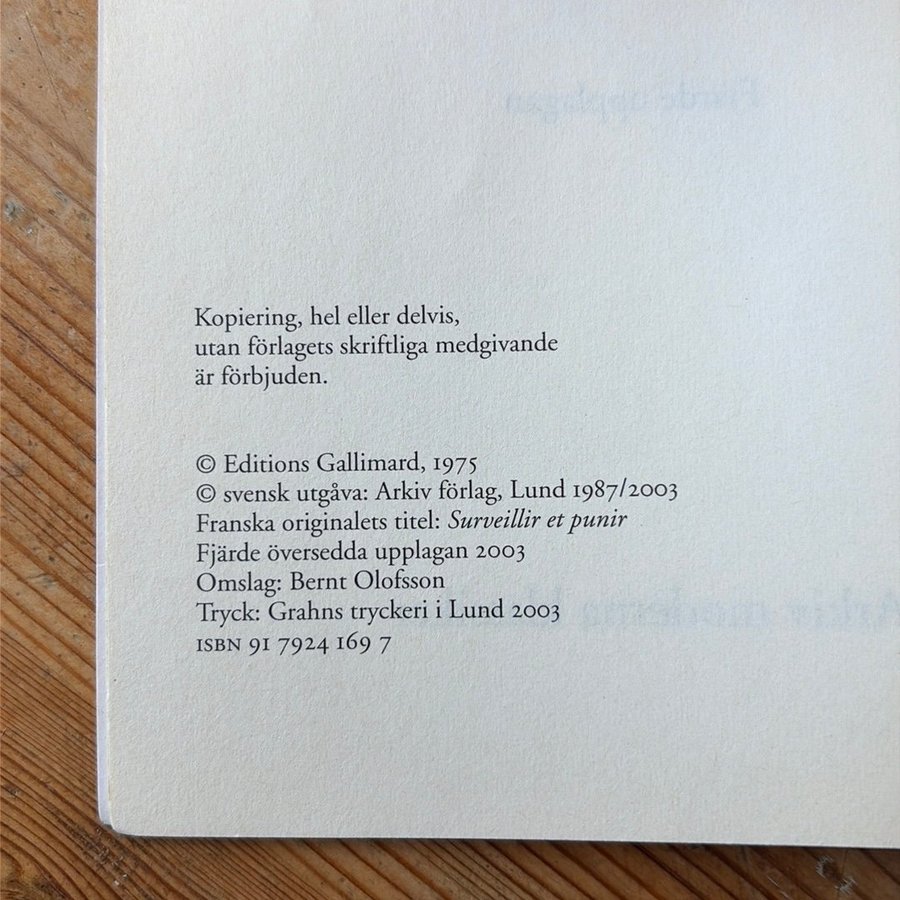 Fjärde upplagan
Kopiering, hel eller delvis,
utan förlagets skriftliga medgivande
är förbjuden.
© Editions Gallimard, 1975
© svensk utgåva: Arkiv förlag, Lund 1987/2003
Franska originalets titel: Surveillir et punir
Fjärde översedda upplagan 2003
Omslag: Bernt Olofsson
Tryck: Grahns tryckeri i Lund 2003
ISBN 91 7924 169 7